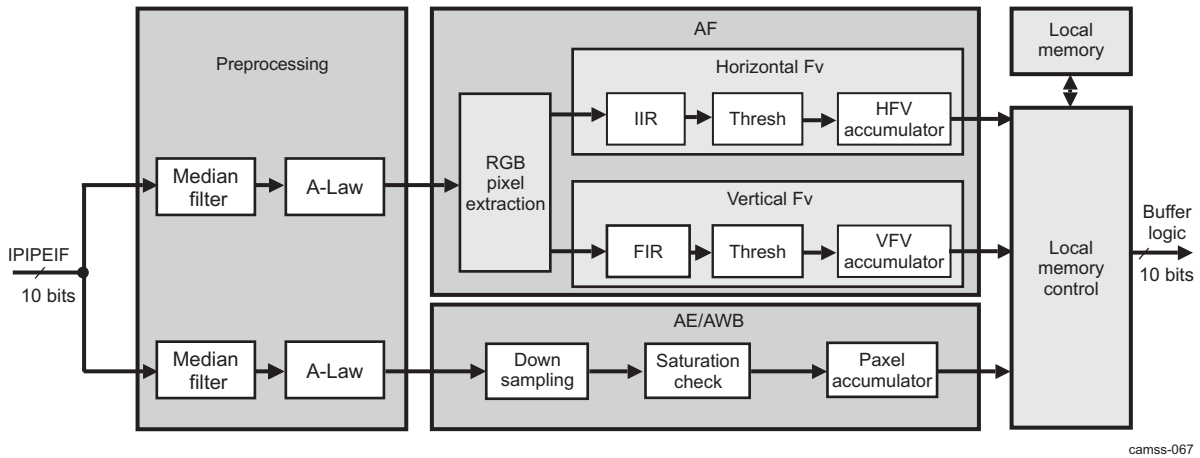 Preprocessing
AF
Local
memory
Horizontal Fv
IIR
Thresh
HFV
accumulator
RGB
pixel
extraction
Median
filter
A-Law
Vertical Fv
FIR
Thresh
VFV
accumulator
Local
memory
control
Buffer
logic
10 bits
IPIPEIF
10 bits
AE/AWB
Median
filter
A-Law
Down
sampling
Saturation
check
Paxel
accumulator
camss-067